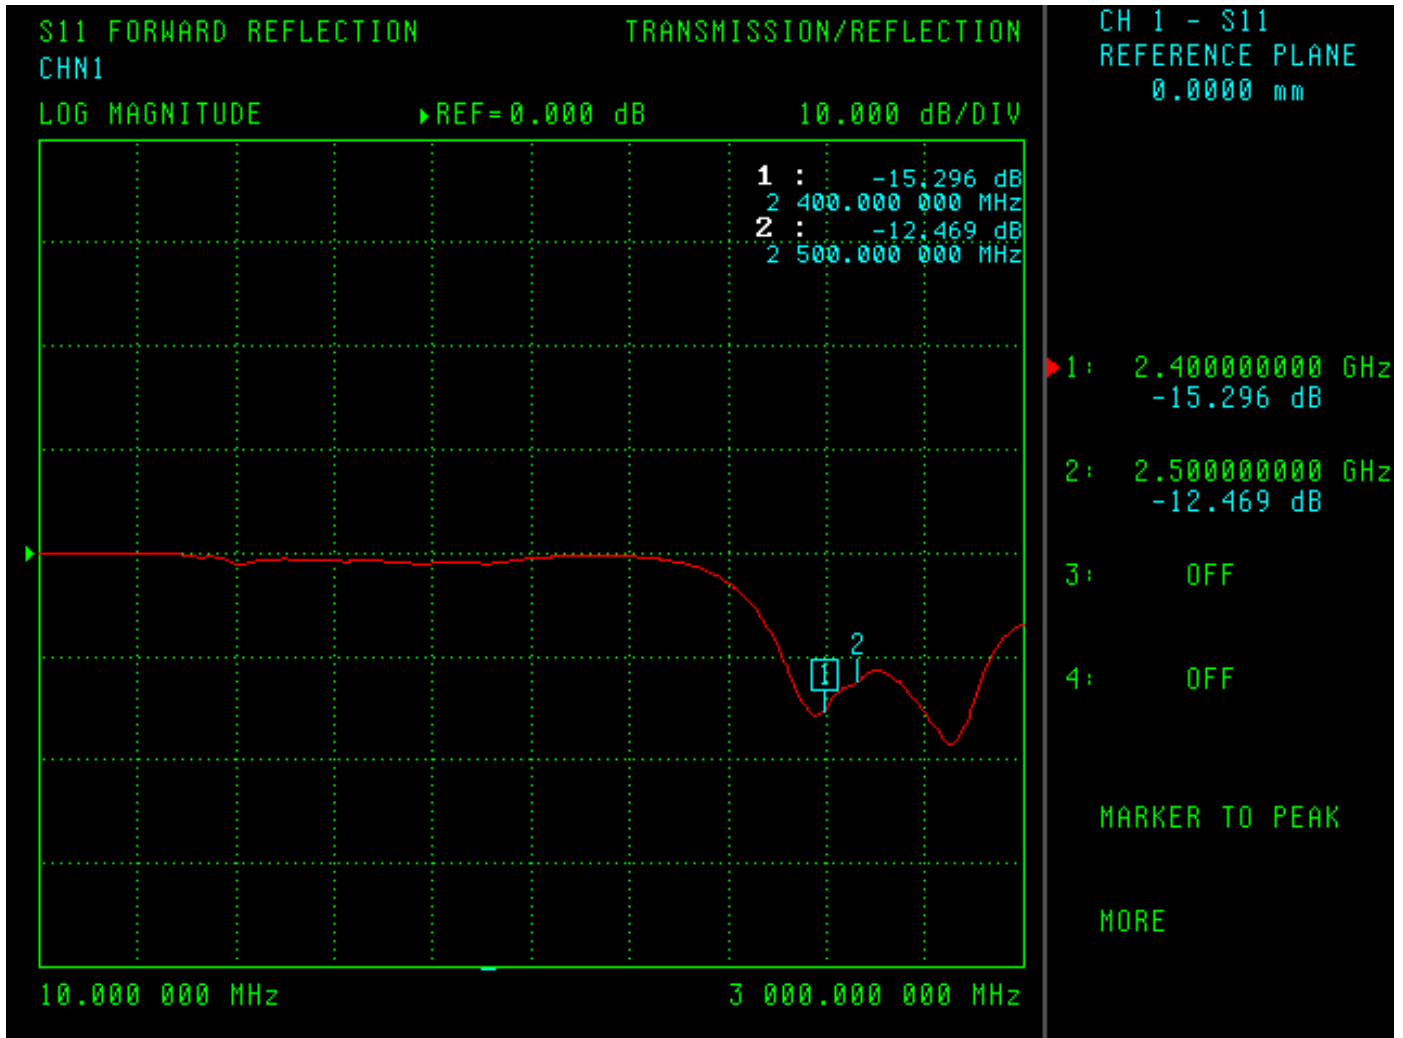 S11 FORWARD REFLECTION TRANSMISSION/REFLECTION
CHN1
LOG MAGNITUDE ▶REF=0.000 dB 10.000 dB/DIV
1 : -15.296 dB
2 400.000 000 MHz
2 : -12.469 dB
2 500.000 000 MHz
1
2
10.000 000 MHz 3 000.000 000 MHz
CH 1 - S11
REFERENCE PLANE
0.0000 mm
▶1: 2.400000000 GHz
-15.296 dB
2: 2.500000000 GHz
-12.469 dB
3: OFF
4: OFF
MARKER TO PEAK
MORE